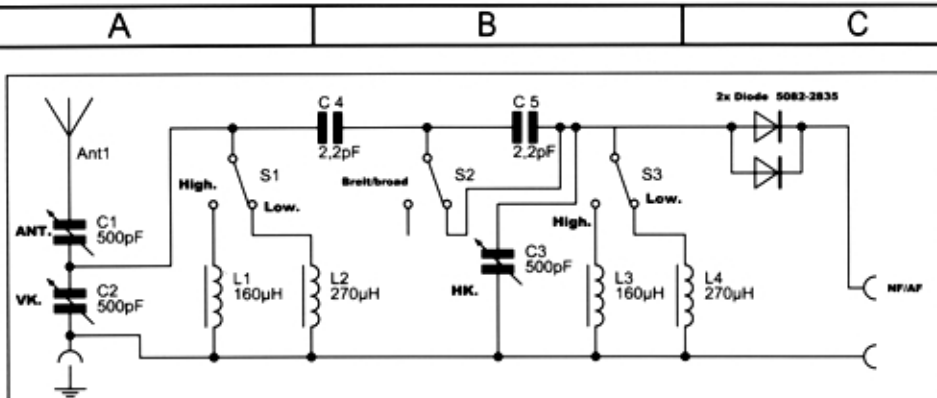 A B C
C 4
2,2pF
C 5
2,2pF
2x Diode 5082-2835
Ant1
S1
High.
Low.
Breit/broad
S2
S3
High.
Low.
ANT.
C1
500pF
VK.
C2
500pF
L1
160µH
L2
270µH
HK.
C3
500pF
L3
160µH
L4
270µH
NF/AF